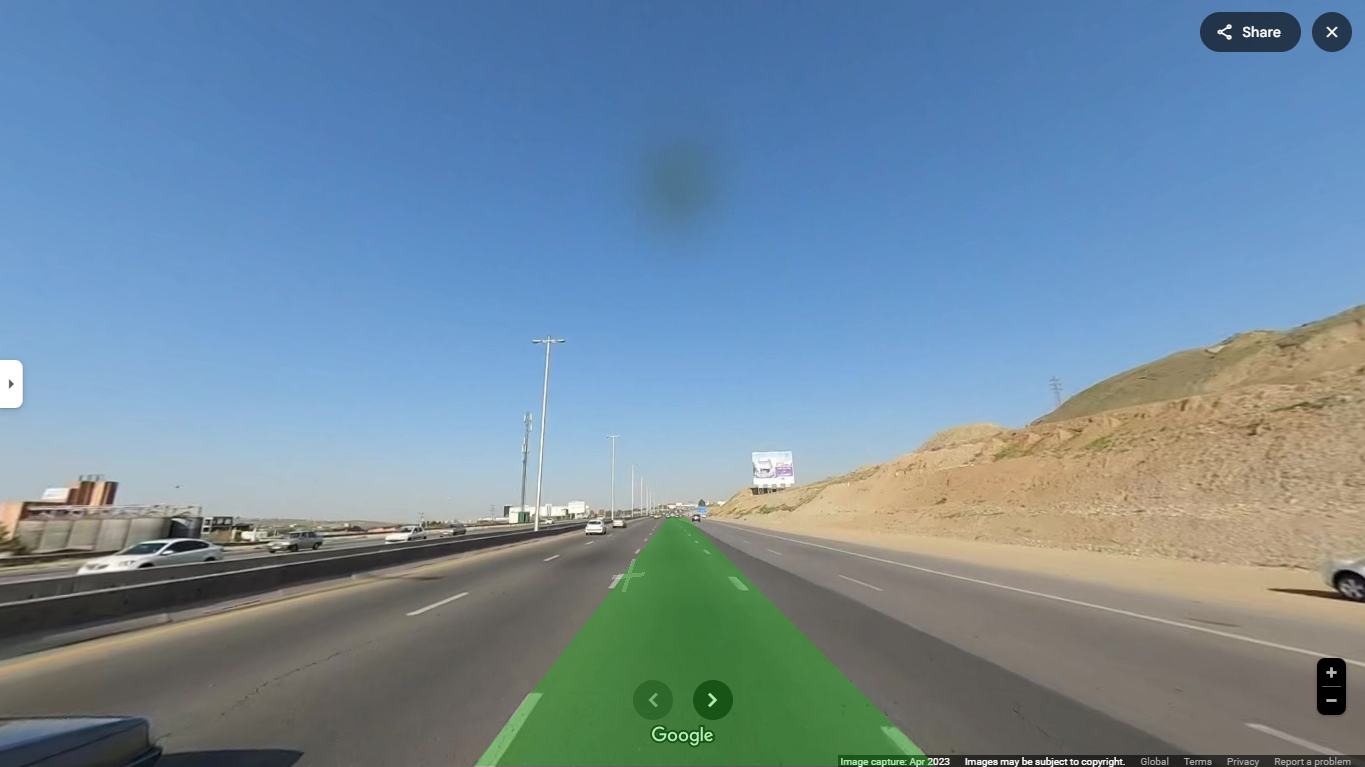 Share
Google
Image capture: Apr 2023 Images may be subject to copyright. Global Terms Privacy Report a problem